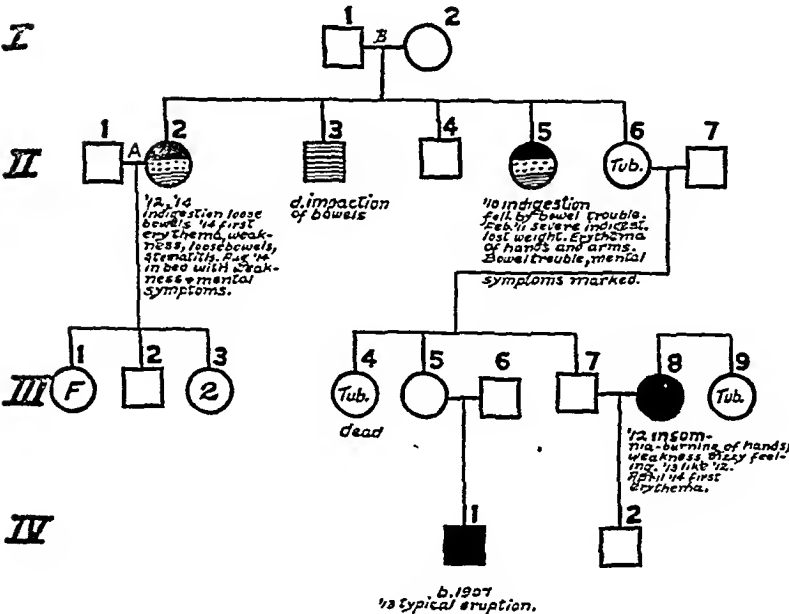 I
1 B 2
II
1 A 2 3 4 5 6 7
Tub.
'12, '14
indigestion loose
bowels '14 first
erythema, weak-
ness, loose bowels,
stomatitis. Aug '14
in bed with weak-
ness & mental
symptoms.
d. impaction
of bowels
'10 indigestion
foll. by bowel trouble.
Feb. '11 severe indigest.
lost weight. Erythema
of hands and arms.
Bowel trouble, mental
symptoms marked.
III
1 2 3 4 5 6 7 8 9
F 2 Tub. Tub.
dead
'12 insom-
nia-burning of hands,
weakness dizzy feel-
ing. '13 like '12.
April '14 first
erythema.
IV
1 2
b. 1907
'13 typical eruption.